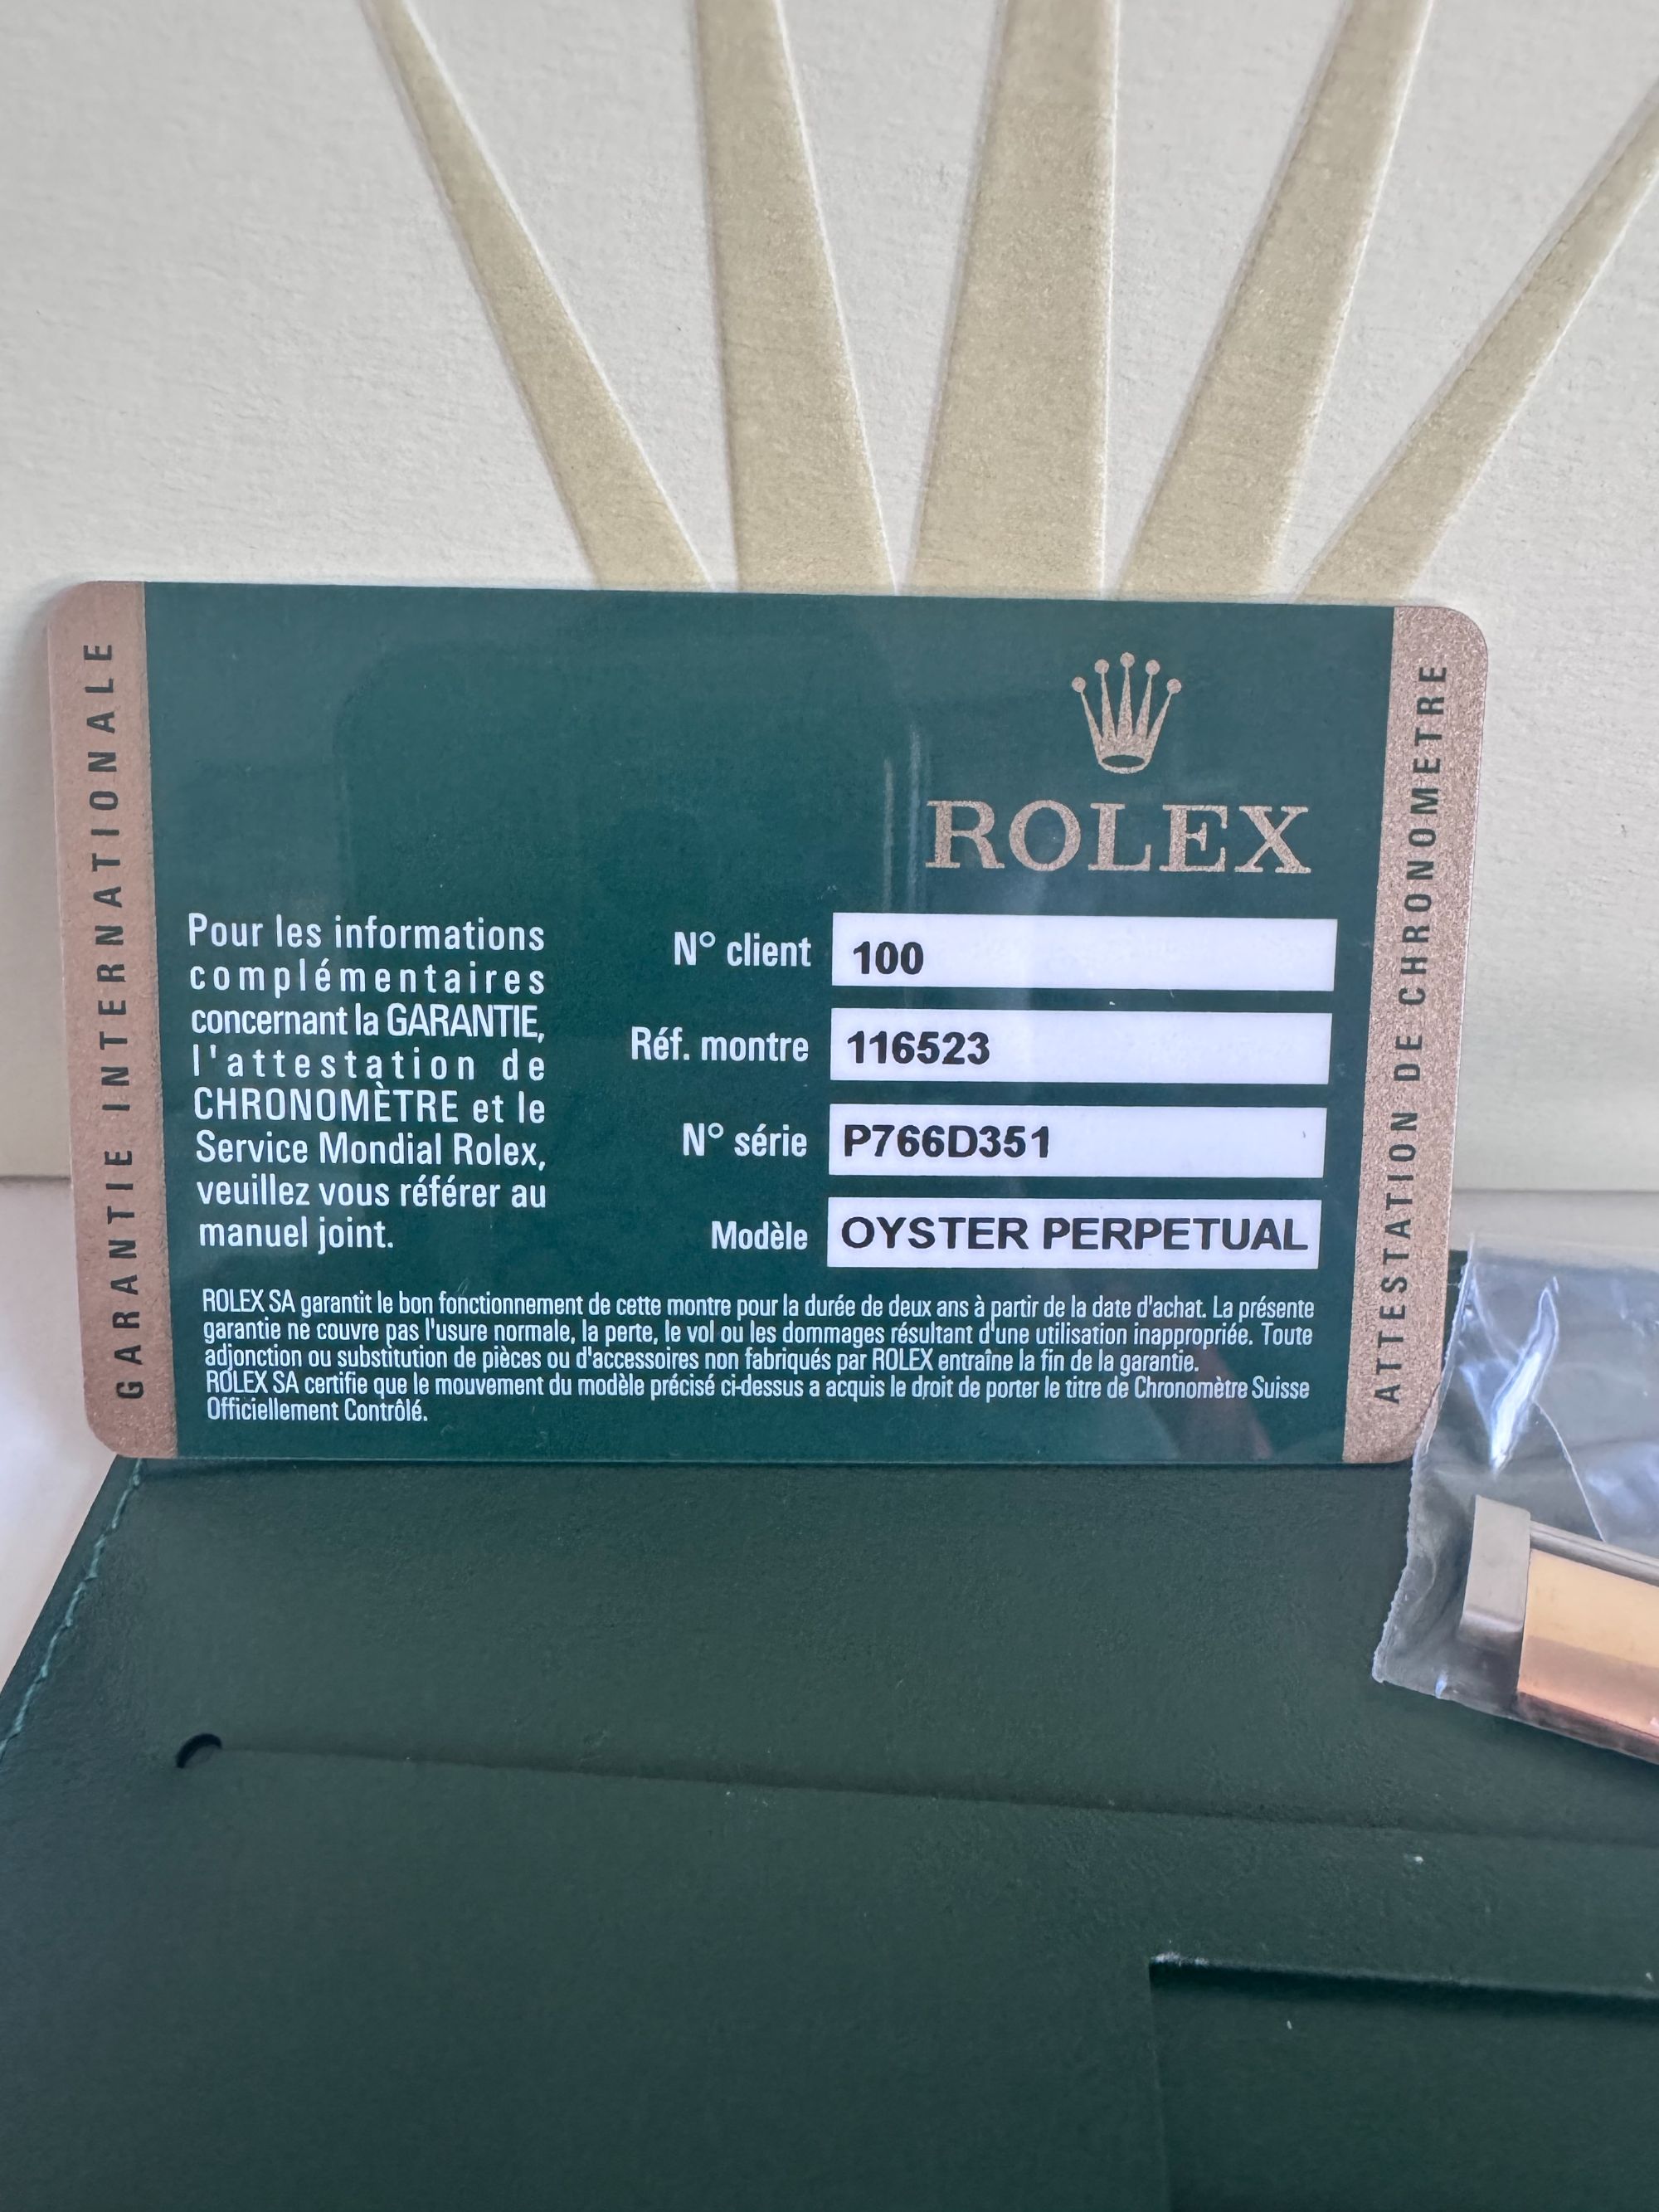 GARANTIE INTERNATIONALE
ROLEX
Pour les informations
complémentaires
concernant la GARANTIE,
l'attestation de
CHRONOMÈTRE et le
Service Mondial Rolex,
veuillez vous référer au
manuel joint.
N° client 100
Réf. montre 116523
N° série P766D351
Modèle OYSTER PERPETUAL
ROLEX SA garantit le bon fonctionnement de cette montre pour la durée de deux ans à partir de la date d'achat. La présente
garantie ne couvre pas l'usure normale, la perte, le vol ou les dommages résultant d'une utilisation inappropriée. Toute
adjonction ou substitution de pièces ou d'accessoires non fabriqués par ROLEX entraîne la fin de la garantie.
ROLEX SA certifie que le mouvement du modèle précisé ci-dessus a acquis le droit de porter le titre de Chronomètre Suisse
Officiellement Contrôlé.
ATTESTATION DE CHRONOMETRE